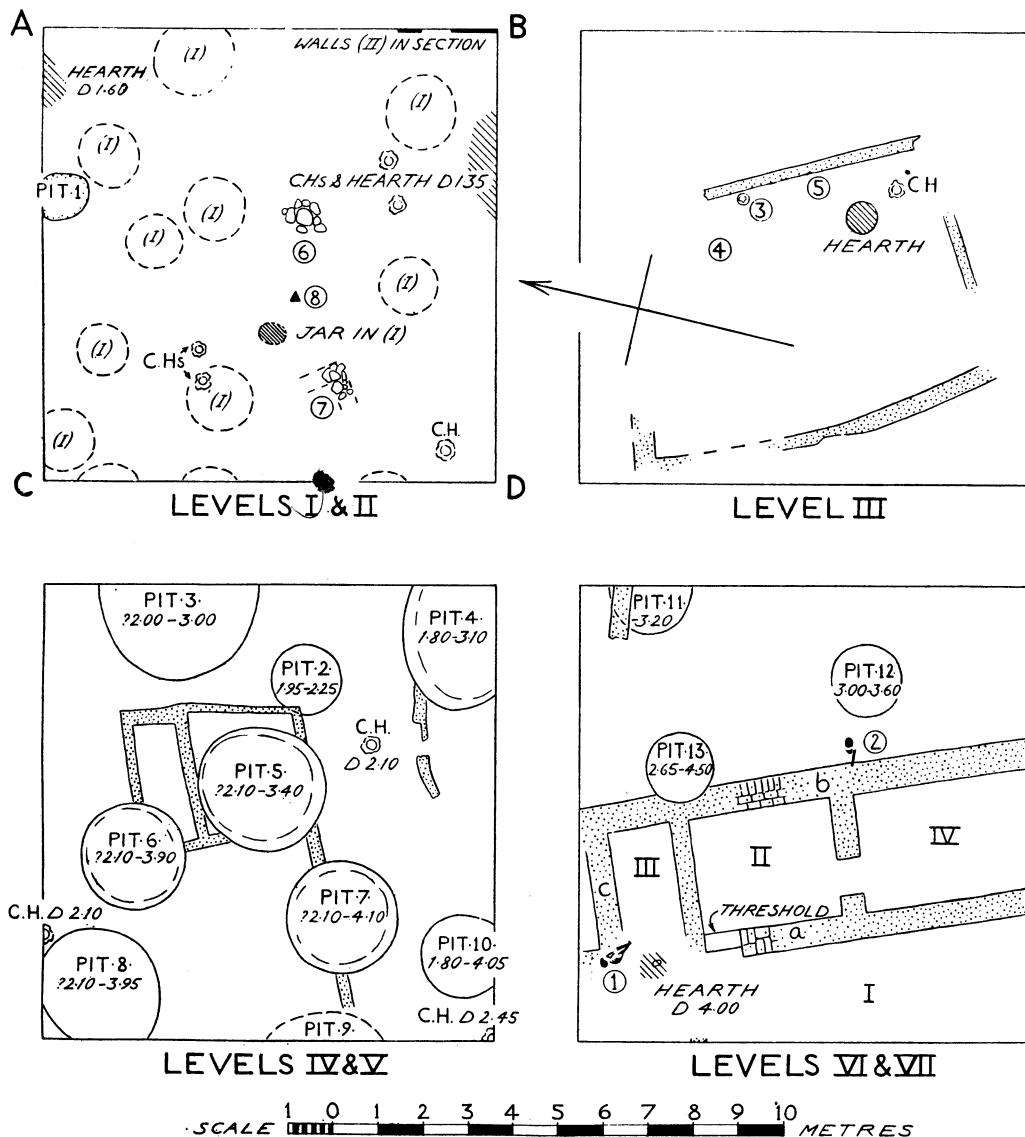 A
WALLS (II) IN SECTION
(I)
HEARTH
D 1·60
(I)
(I)
PIT·1
CHS & HEARTH D 1·35
(I)
(I)
⑥
(I)
⑧
JAR IN (I)
(I)
C.Hs
(I)
⑦
(I)
C.H.
LEVELS I & II
B
⑤
C.H
③
④
HEARTH
LEVEL III
C
PIT·3·
?2·00-3·00
PIT·4·
1·80-3·10
PIT·2·
1·95-2·25
C.H.
D 2·10
PIT·5·
?2·10-3·40
PIT·6·
?2·10-3·90
PIT·7·
?2·10-4·10
C.H. D 2·10
PIT·8·
?2·10-3·95
PIT·10·
1·80-4·05
C.H. D 2·45
PIT·9·
LEVELS IV & V
D
PIT·11·
-3·20
PIT·12·
3·00-3·60
②
PIT·13·
2·65-4·50
b
IV
III
II
c
THRESHOLD
a
①
HEARTH
D 4·00
I
LEVELS VI & VII
SCALE 1 0 1 2 3 4 5 6 7 8 9 10 METRES